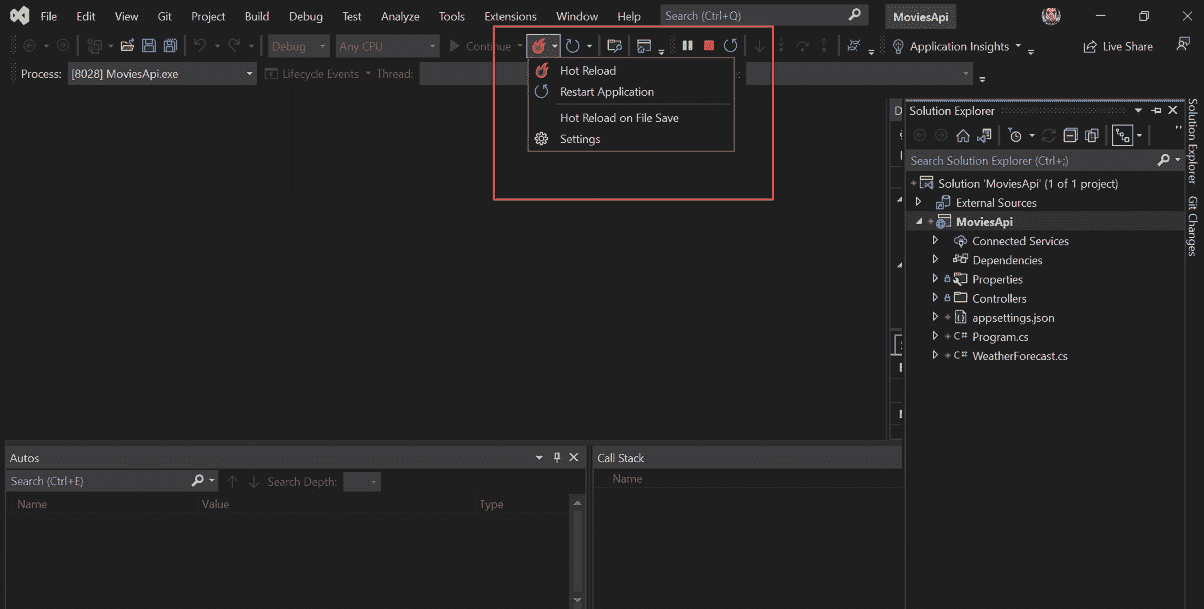 File Edit View Git Project Build Debug Test Analyze Tools Extensions Window Help Search (Ctrl+Q) MoviesApi
Debug Any CPU Continue Application Insights Live Share
Process: [8028] MoviesApi.exe Lifecycle Events Thread:
Hot Reload
Restart Application
Hot Reload on File Save
Settings
Solution Explorer
Search Solution Explorer (Ctrl+;)
Solution 'MoviesApi' (1 of 1 project)
External Sources
MoviesApi
Connected Services
Dependencies
Properties
Controllers
appsettings.json
C# Program.cs
C# WeatherForecast.cs
Solution Explorer
Git Changes
Autos
Search (Ctrl+E) Search Depth:
Name Value Type
Call Stack
Name